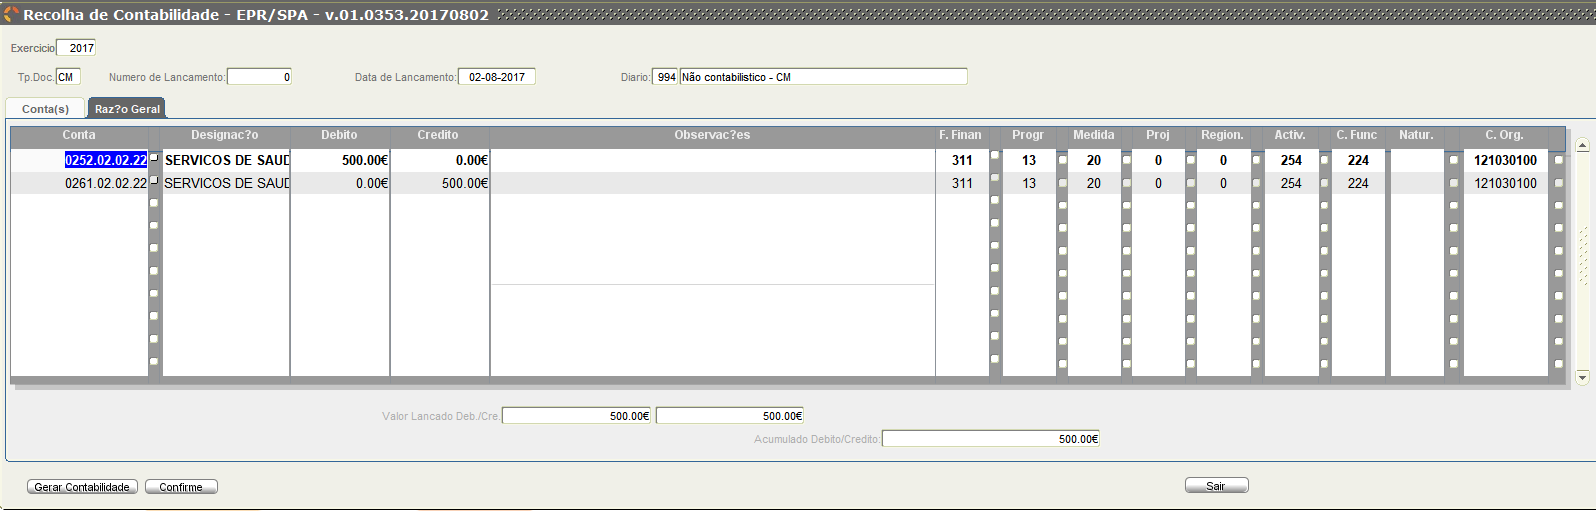 Recolha de Contabilidade - EPR/SPA - v.01.0353.20170802
Exercicio 2017
Tp.Doc. CM Numero de Lancamento: 0 Data de Lancamento: 02-08-2017 Diario: 994 Não contabilistico - CM
Conta(s) Raz?o Geral
Conta Designac?o Debito Credito Observac?es F. Finan Progr Medida Proj Region. Activ. C. Func Natur. C. Org.
0252.02.02.22 SERVICOS DE SAUD 500.00€ 0.00€ 311 13 20 0 0 254 224 121030100
0261.02.02.22 SERVICOS DE SAUD 0.00€ 500.00€ 311 13 20 0 0 254 224 121030100
Valor Lancado Deb./Cre. 500.00€ 500.00€
Acumulado Debito/Credito: 500.00€
Gerar Contabilidade Confirme Sair